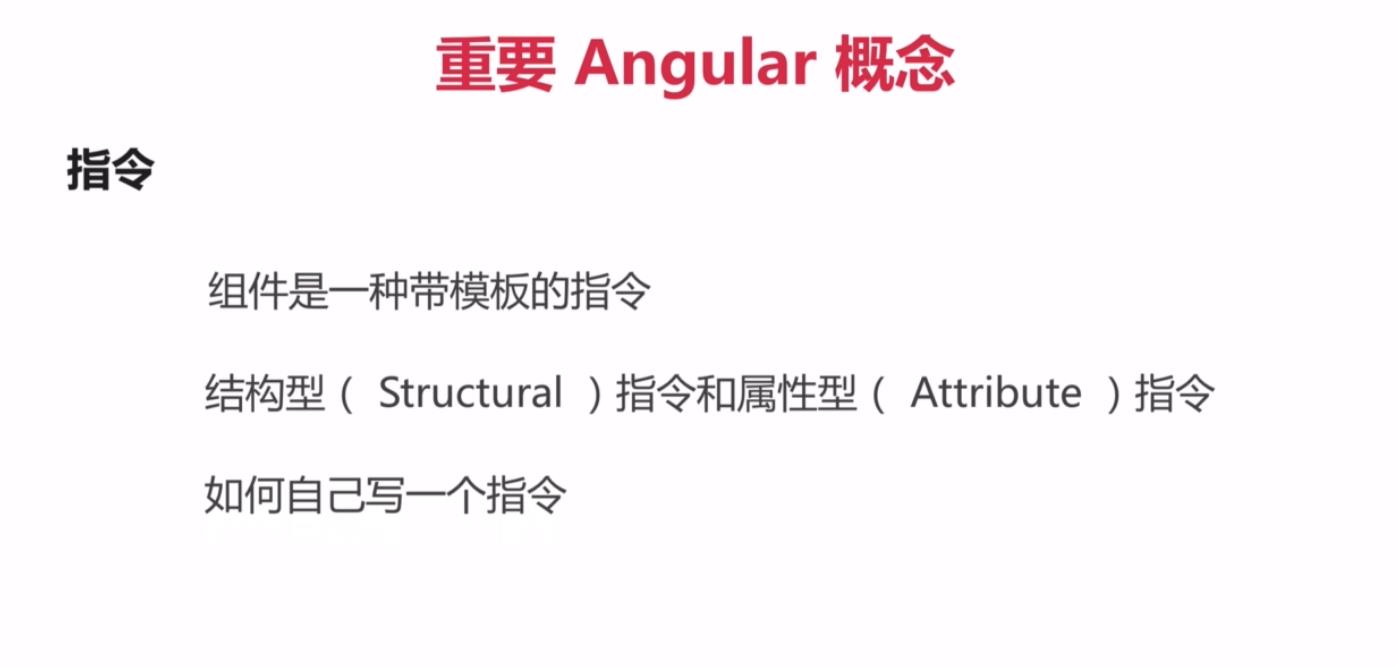 重要 Angular 概念
指令
组件是一种带模板的指令
结构型（ Structural ）指令和属性型（ Attribute ）指令
如何自己写一个指令